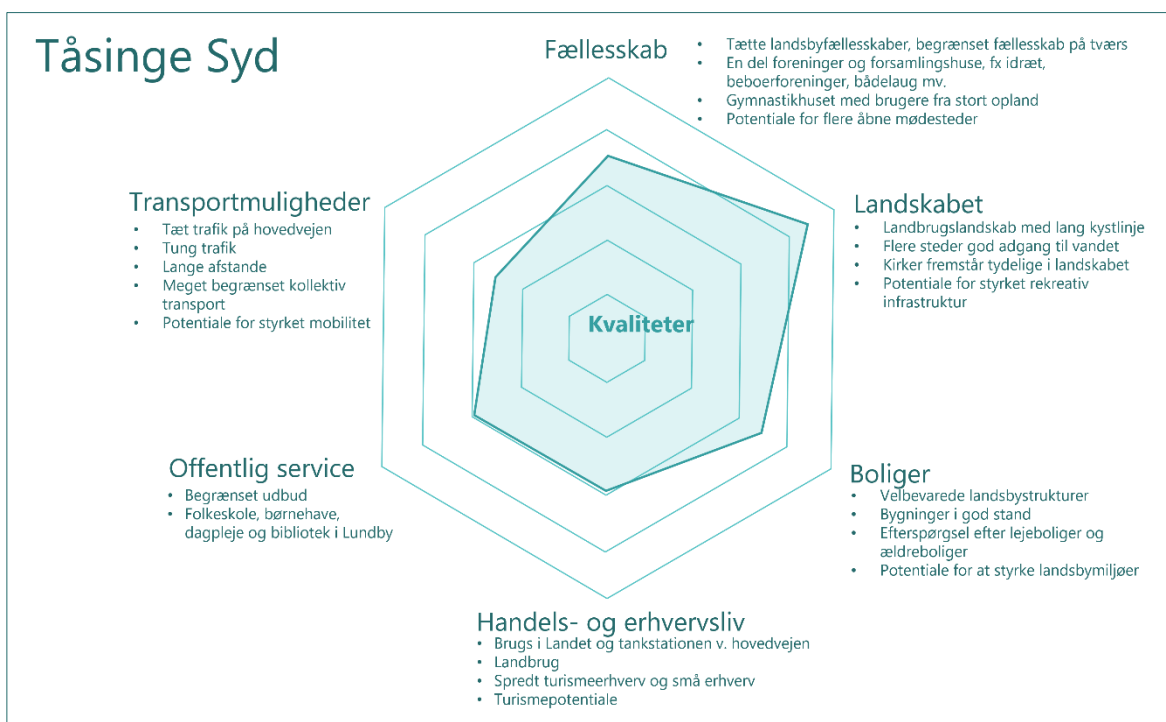 Tåsinge Syd
Fællesskab
• Tætte landsbyfællesskaber, begrænset fællesskab på tværs
• En del foreninger og forsamlingshuse, fx idræt,
beboerforeninger, bådelaug mv.
• Gymnastikhuset med brugere fra stort opland
• Potentiale for flere åbne mødesteder
Transportmuligheder
• Tæt trafik på hovedvejen
• Tung trafik
• Lange afstande
• Meget begrænset kollektiv
transport
• Potentiale for styrket mobilitet
Landskabet
• Landbrugslandskab med lang kystlinje
• Flere steder god adgang til vandet
• Kirker fremstår tydelige i landskabet
• Potentiale for styrket rekreativ
infrastruktur
Kvaliteter
Offentlig service
• Begrænset udbud
• Folkeskole, børnehave,
dagpleje og bibliotek i Lundby
Boliger
• Velbevarede landsbystrukturer
• Bygninger i god stand
• Efterspørgsel efter lejeboliger og
ældreboliger
• Potentiale for at styrke landsbymiljøer
Handels- og erhvervsliv
• Brugs i Landet og tankstationen v. hovedvejen
• Landbrug
• Spredt turismeerhverv og små erhverv
• Turismepotentiale